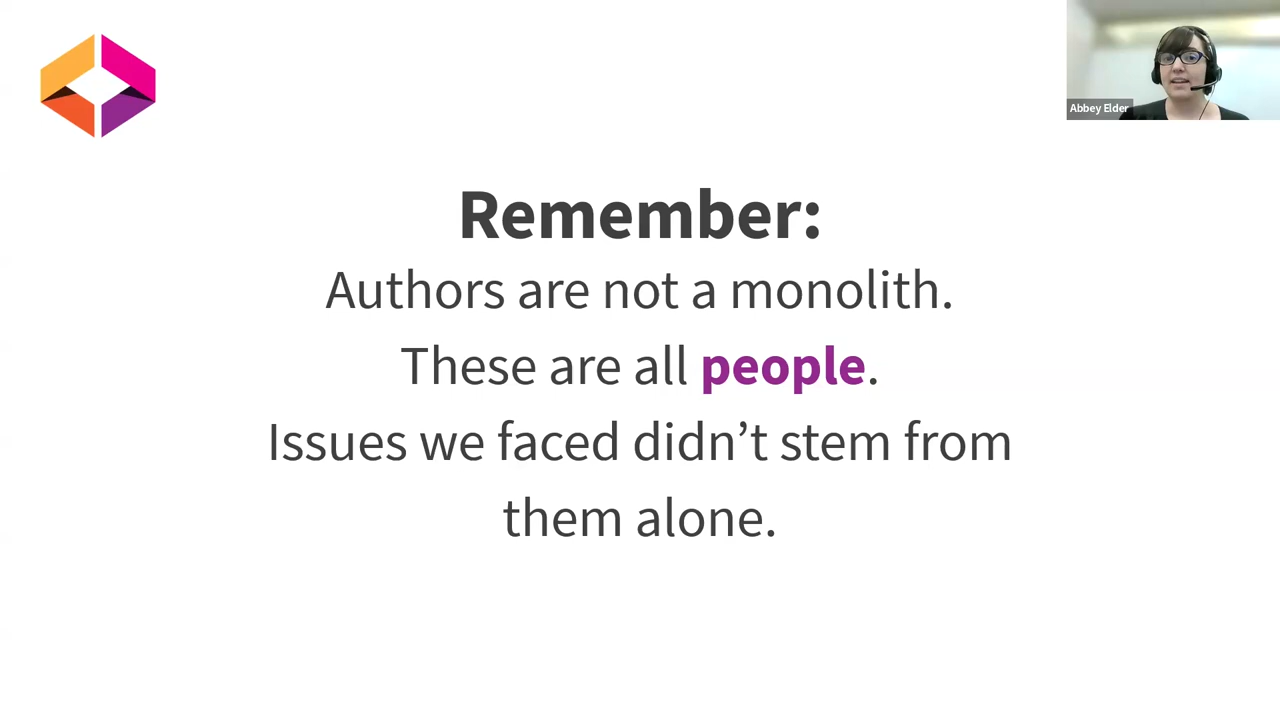 Abbey Elder
Remember:
Authors are not a monolith.
These are all people.
Issues we faced didn’t stem from
them alone.